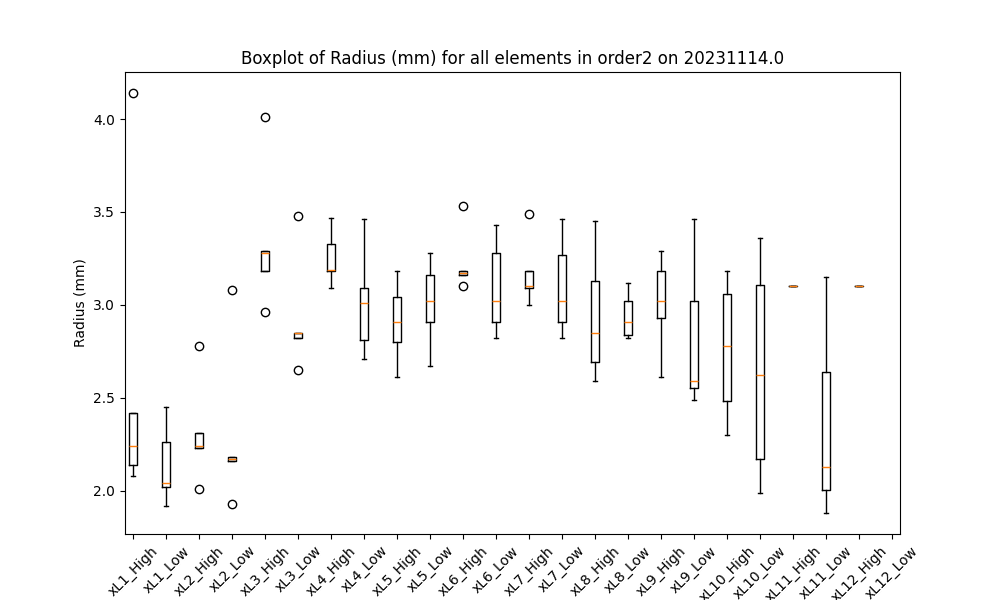 Boxplot of Radius (mm) for all elements in order2 on 20231114.0
Radius (mm)
4.0
3.5
3.0
2.5
2.0
xL1_High
xL1_Low
xL2_High
xL2_Low
xL3_High
xL3_Low
xL4_High
xL4_Low
xL5_High
xL5_Low
xL6_High
xL6_Low
xL7_High
xL7_Low
xL8_High
xL8_Low
xL9_High
xL9_Low
xL10_High
xL10_Low
xL11_High
xL11_Low
xL12_High
xL12_Low